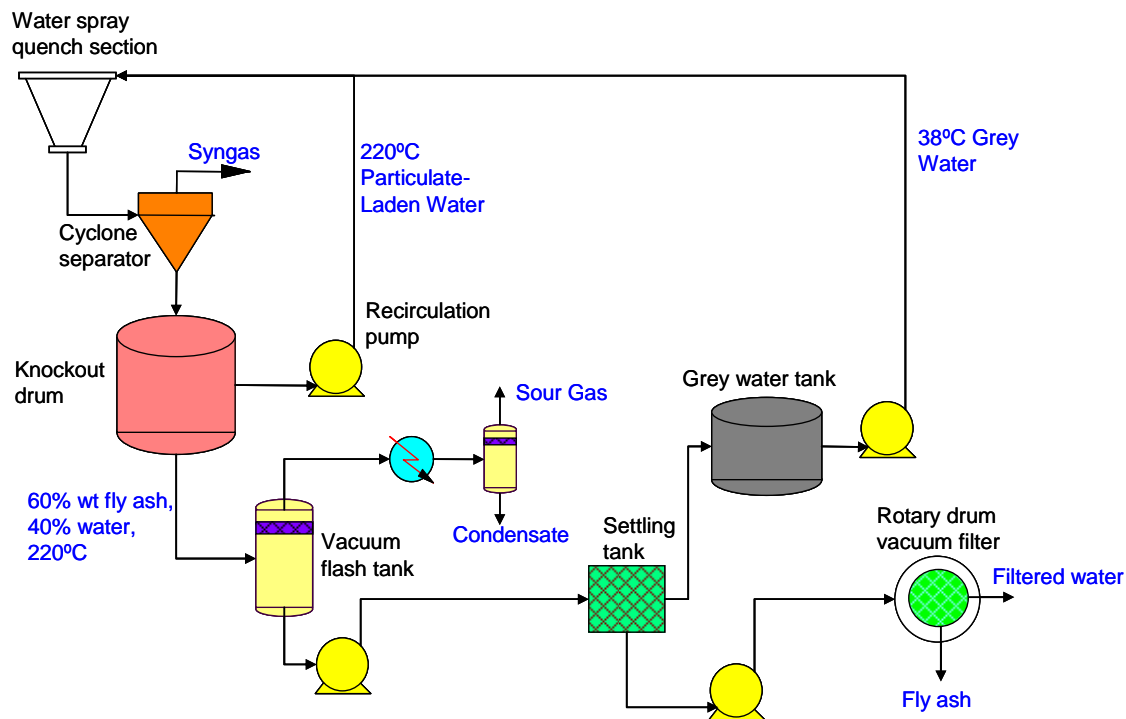 Water spray
quench section
Syngas
220ºC
Particulate-
Laden Water
38ºC Grey
Water
Cyclone
separator
Recirculation
pump
Knockout
drum
Grey water tank
Sour Gas
60% wt fly ash,
40% water,
220ºC
Vacuum
flash tank
Condensate
Settling
tank
Rotary drum
vacuum filter
Filtered water
Fly ash